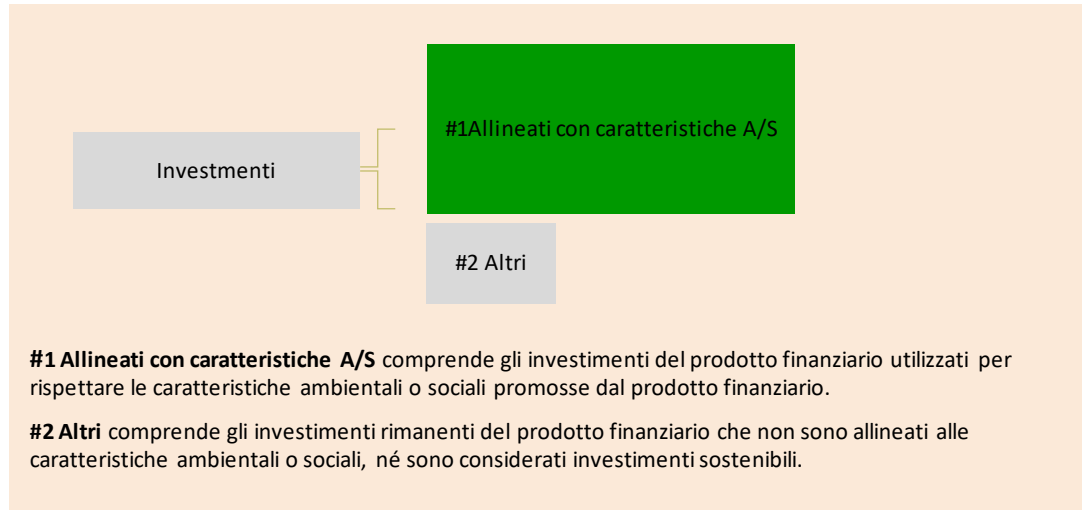 #1Allineati con caratteristiche A/S
Investimenti
#2 Altri
#1 Allineati con caratteristiche A/S comprende gli investimenti del prodotto finanziario utilizzati per
rispettare le caratteristiche ambientali o sociali promosse dal prodotto finanziario.
#2 Altri comprende gli investimenti rimanenti del prodotto finanziario che non sono allineati alle
caratteristiche ambientali o sociali, né sono considerati investimenti sostenibili.